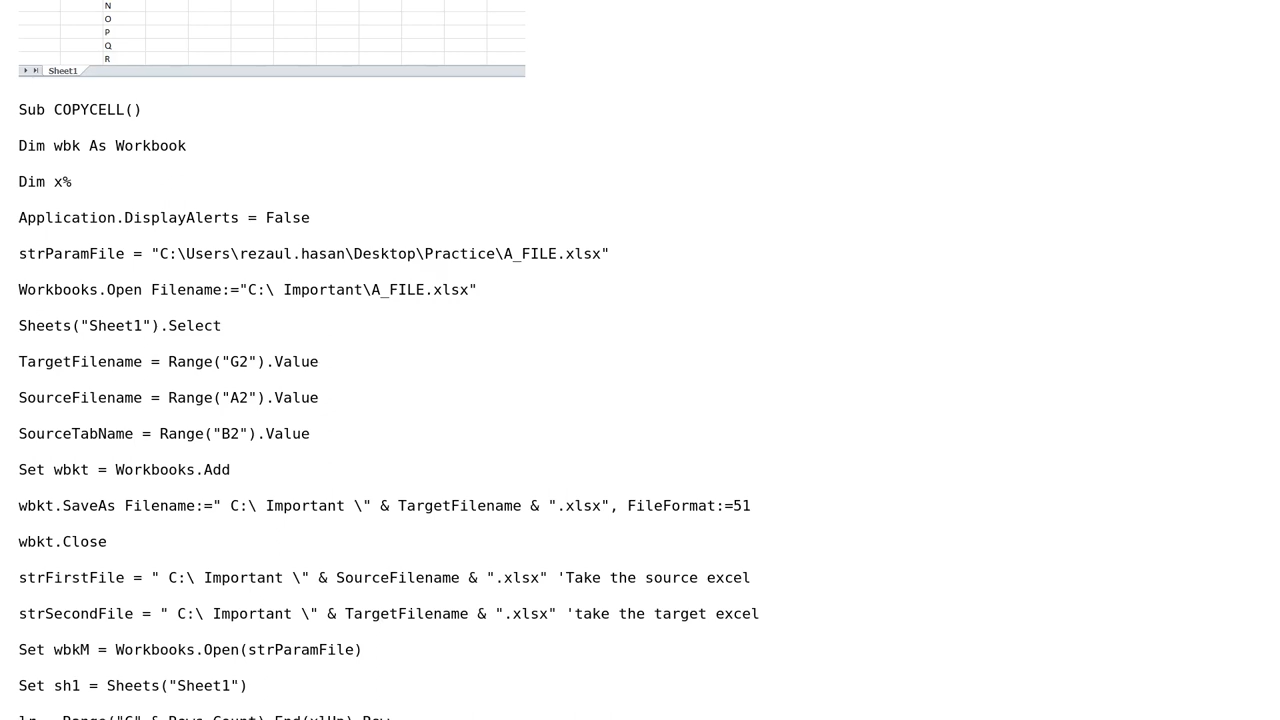 N
O
P
Q
R
Sheet1
Sub COPYCELL()
Dim wbk As Workbook
Dim x%
Application.DisplayAlerts = False
strParamFile = "C:\Users\rezaul.hasan\Desktop\Practice\A_FILE.xlsx"
Workbooks.Open Filename:="C:\ Important\A_FILE.xlsx"
Sheets("Sheet1").Select
TargetFilename = Range("G2").Value
SourceFilename = Range("A2").Value
SourceTabName = Range("B2").Value
Set wbkt = Workbooks.Add
wbkt.SaveAs Filename:=" C:\ Important \" & TargetFilename & ".xlsx", FileFormat:=51
wbkt.Close
strFirstFile = " C:\ Important \" & SourceFilename & ".xlsx" 'Take the source excel
strSecondFile = " C:\ Important \" & TargetFilename & ".xlsx" 'take the target excel
Set wbkM = Workbooks.Open(strParamFile)
Set sh1 = Sheets("Sheet1")